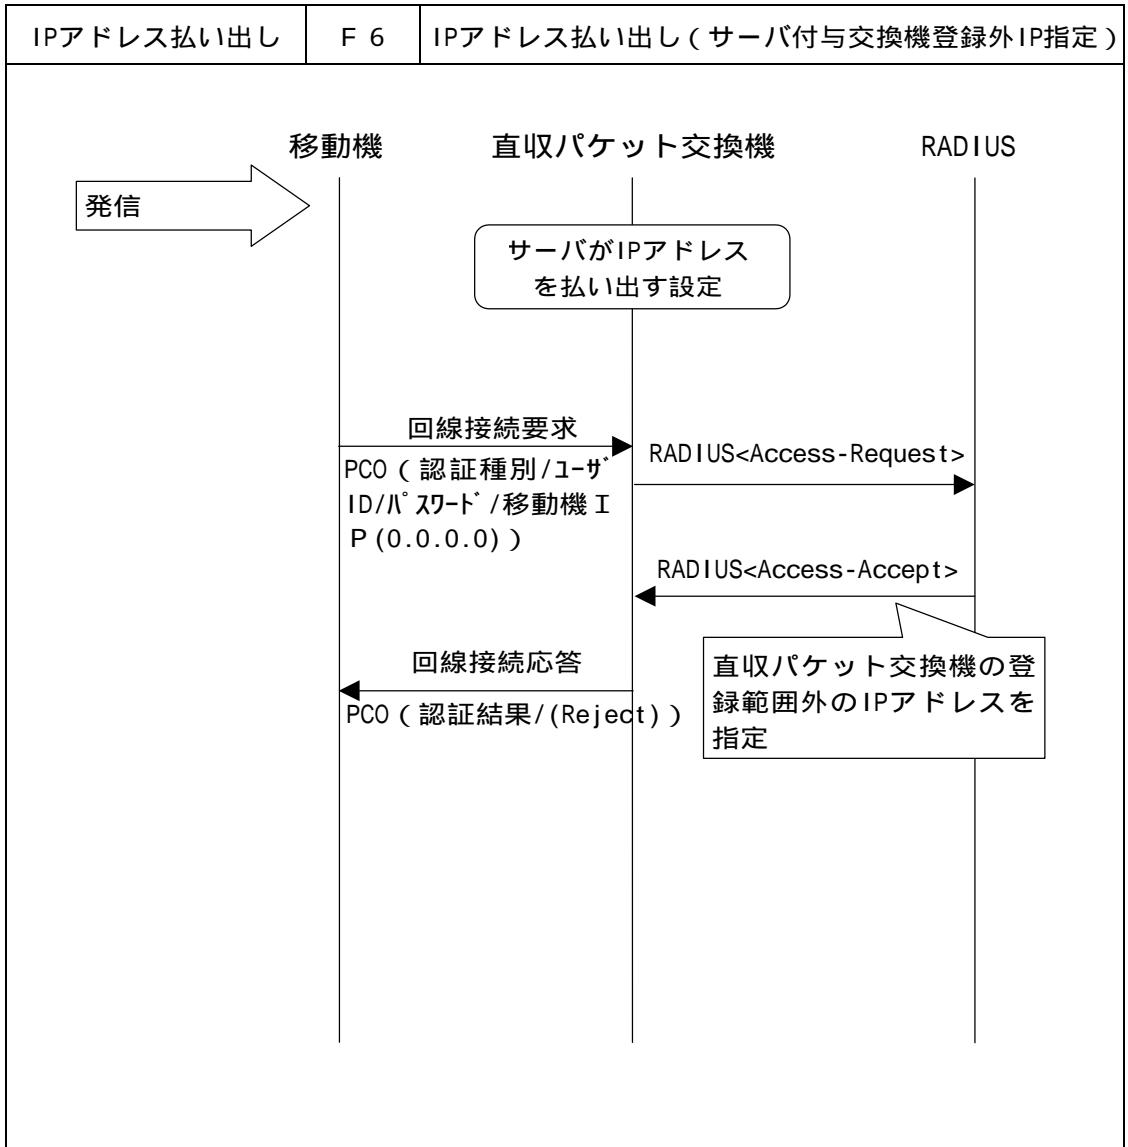 IPアドレス払い出し
F6
IPアドレス払い出し(サーバ付与交換機登録外IP指定)
移動機
直収パケット交換機
RADIUS
発信
サーバがIPアドレス
を払い出す設定
回線接続要求
PCO(認証種別/ユーザ
ID/パスワード/移動機I
P(0.0.0.0))
RADIUS<Access-Request>
RADIUS<Access-Accept>
直収パケット交換機の登
録範囲外のIPアドレスを
指定
回線接続応答
PCO(認証結果/(Reject))